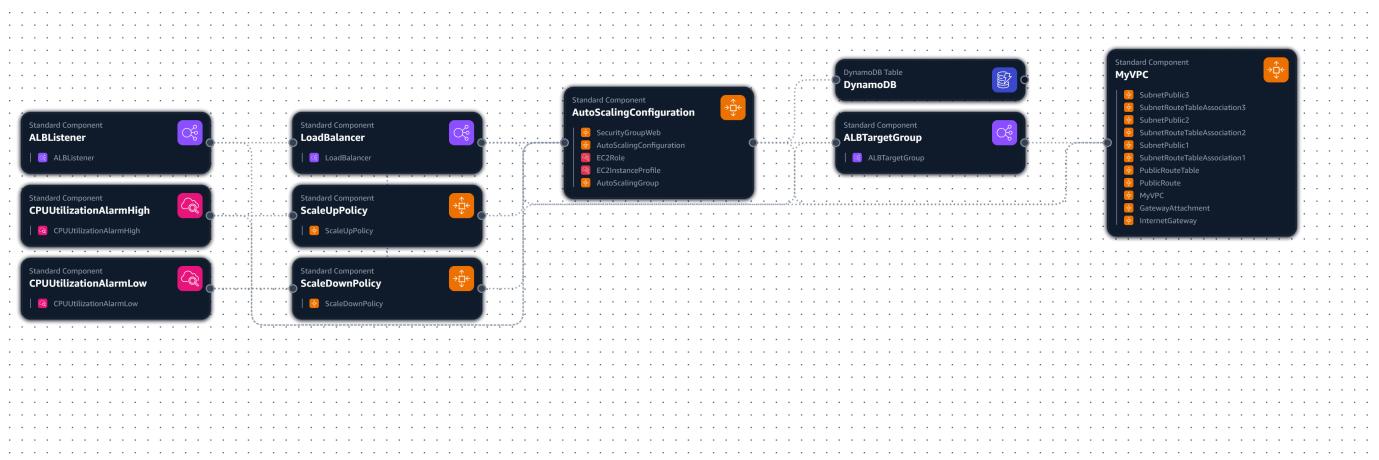 Standard Component
ALBListener
ALBListener
Standard Component
CPUUtilizationAlarmHigh
CPUUtilizationAlarmHigh
Standard Component
CPUUtilizationAlarmLow
CPUUtilizationAlarmLow
Standard Component
LoadBalancer
LoadBalancer
Standard Component
ScaleUpPolicy
ScaleUpPolicy
Standard Component
ScaleDownPolicy
ScaleDownPolicy
Standard Component
AutoScalingConfiguration
SecurityGroupWeb
AutoScalingConfiguration
EC2Role
EC2InstanceProfile
AutoScalingGroup
DynamoDB Table
DynamoDB
Standard Component
ALBTargetGroup
ALBTargetGroup
Standard Component
MyVPC
SubnetPublic3
SubnetRouteTableAssociation3
SubnetPublic2
SubnetRouteTableAssociation2
SubnetPublic1
SubnetRouteTableAssociation1
PublicRouteTable
PublicRoute
MyVPC
GatewayAttachment
InternetGateway